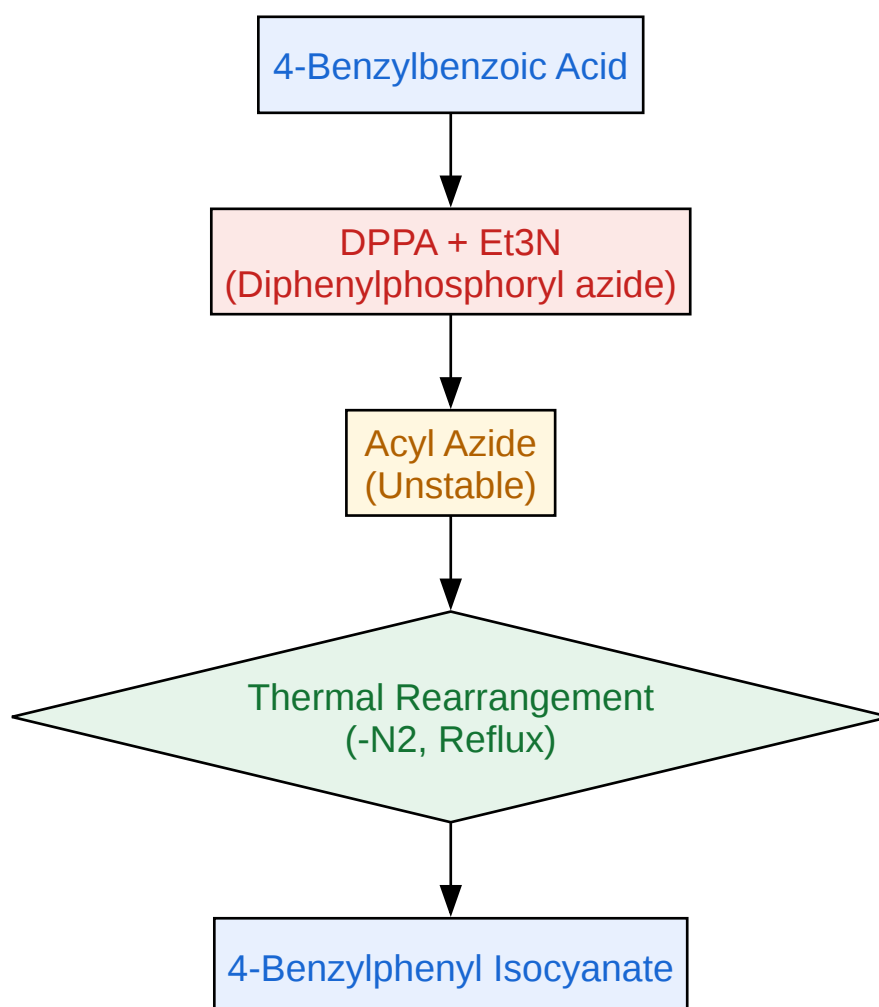 4-Benzylbenzoic Acid
DPPA + Et3N
(Diphenylphosphoryl azide)
Acyl Azide
(Unstable)
Thermal Rearrangement
(-N2, Reflux)
4-Benzylphenyl Isocyanate